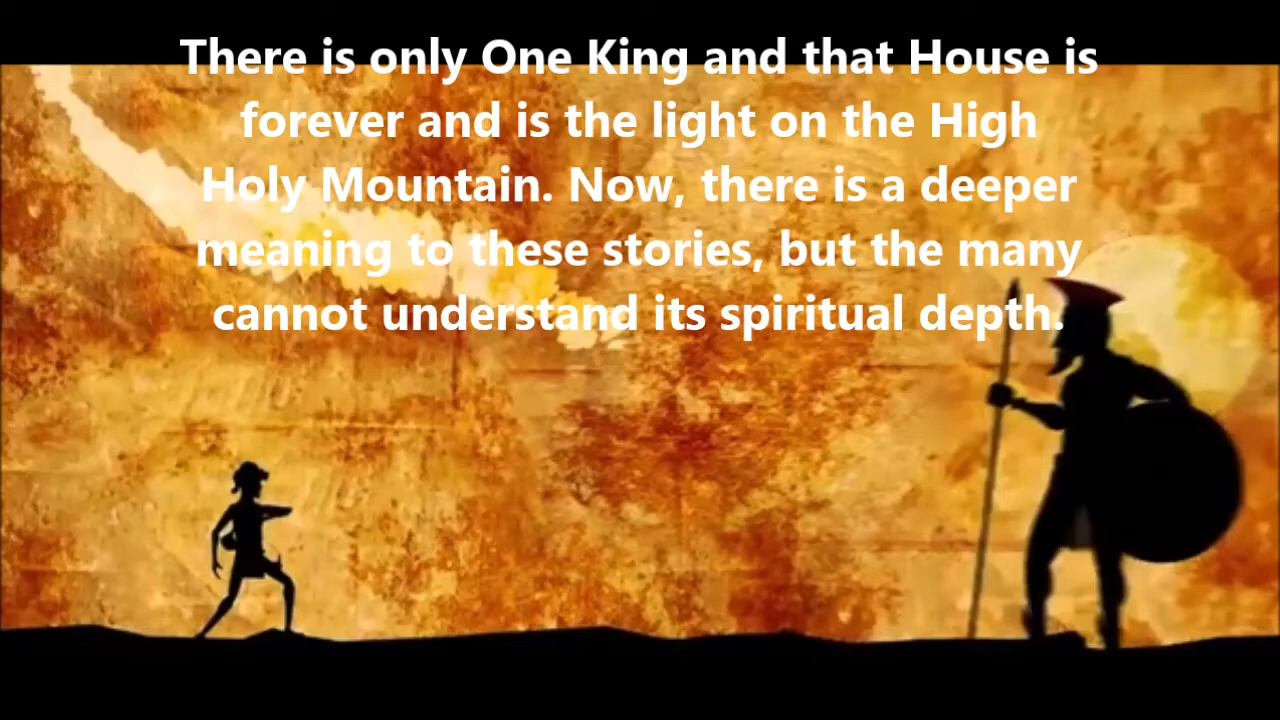 There is only One King and that House is
forever and is the light on the High
Holy Mountain. Now, there is a deeper
meaning to these stories, but the many
cannot understand its spiritual depth.